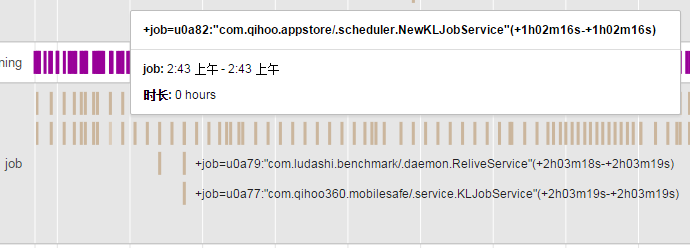 +job=u0a82:"com.qihoo.appstore/.scheduler.NewKLJobService"(+1h02m16s-+1h02m16s)
ning
job: 2:43 上午 - 2:43 上午
时长: 0 hours
job
+job=u0a79:"com.ludashi.benchmark/.daemon.ReliveService"(+2h03m18s-+2h03m19s)
+job=u0a77:"com.qihoo360.mobilesafe/.service.KLJobService"(+2h03m19s-+2h03m19s)